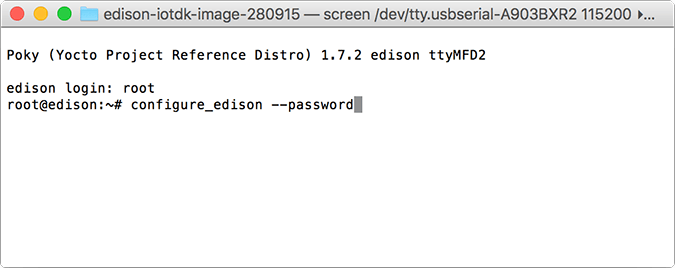 edison-iotdk-image-280915 — screen /dev/tty.usbserial-A903BXR2 115200 ▸...
Poky (Yocto Project Reference Distro) 1.7.2 edison ttyMFD2
edison login: root
root@edison:~# configure_edison --password